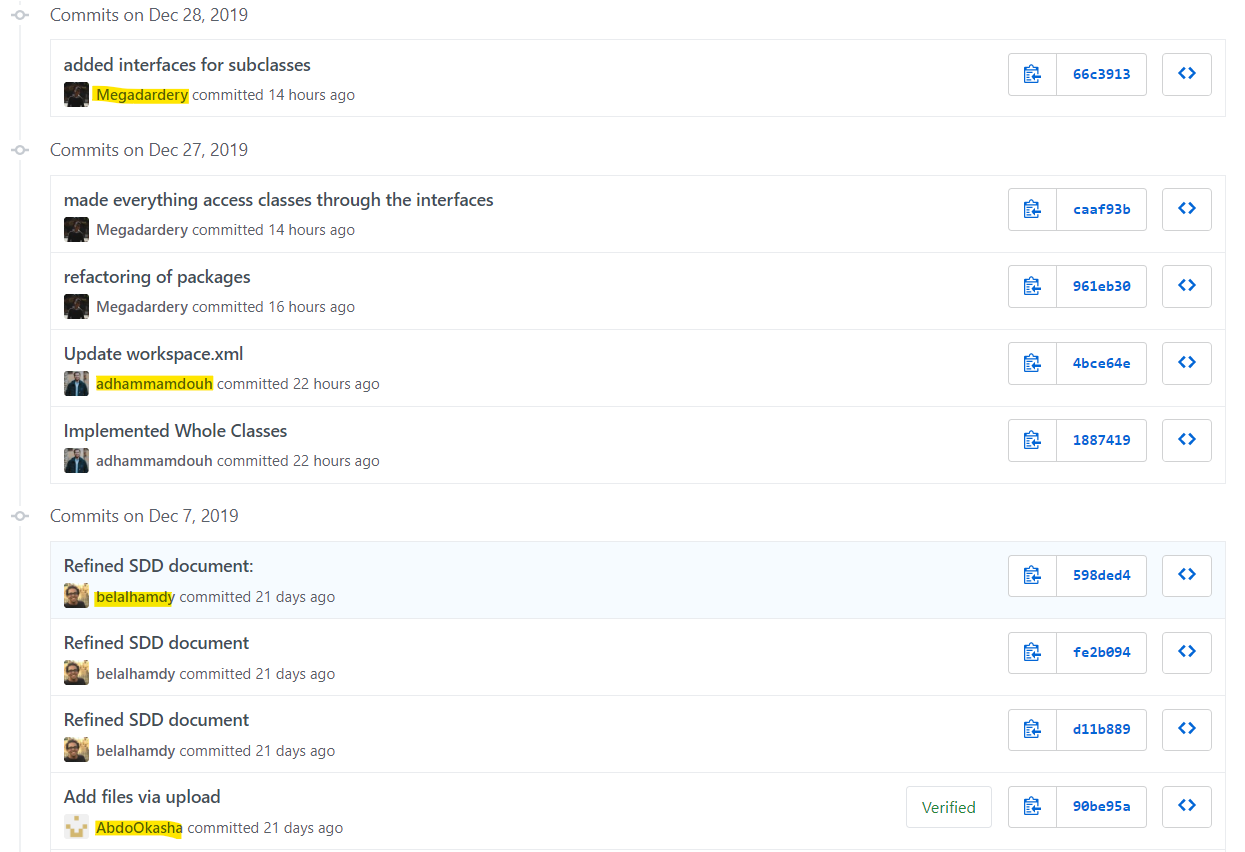 Commits on Dec 28, 2019
added interfaces for subclasses
66c3913
Megadardery committed 14 hours ago
Commits on Dec 27, 2019
made everything access classes through the interfaces
caaf93b
Megadardery committed 14 hours ago
refactoring of packages
961eb30
Megadardery committed 16 hours ago
Update workspace.xml
4bce64e
adhammamdouh committed 22 hours ago
Implemented Whole Classes
1887419
adhammamdouh committed 22 hours ago
Commits on Dec 7, 2019
Refined SDD document:
598ded4
belalhamdy committed 21 days ago
Refined SDD document
fe2b094
belalhamdy committed 21 days ago
Refined SDD document
d11b889
belalhamdy committed 21 days ago
Add files via upload
Verified
90be95a
AbdoOkasha committed 21 days ago